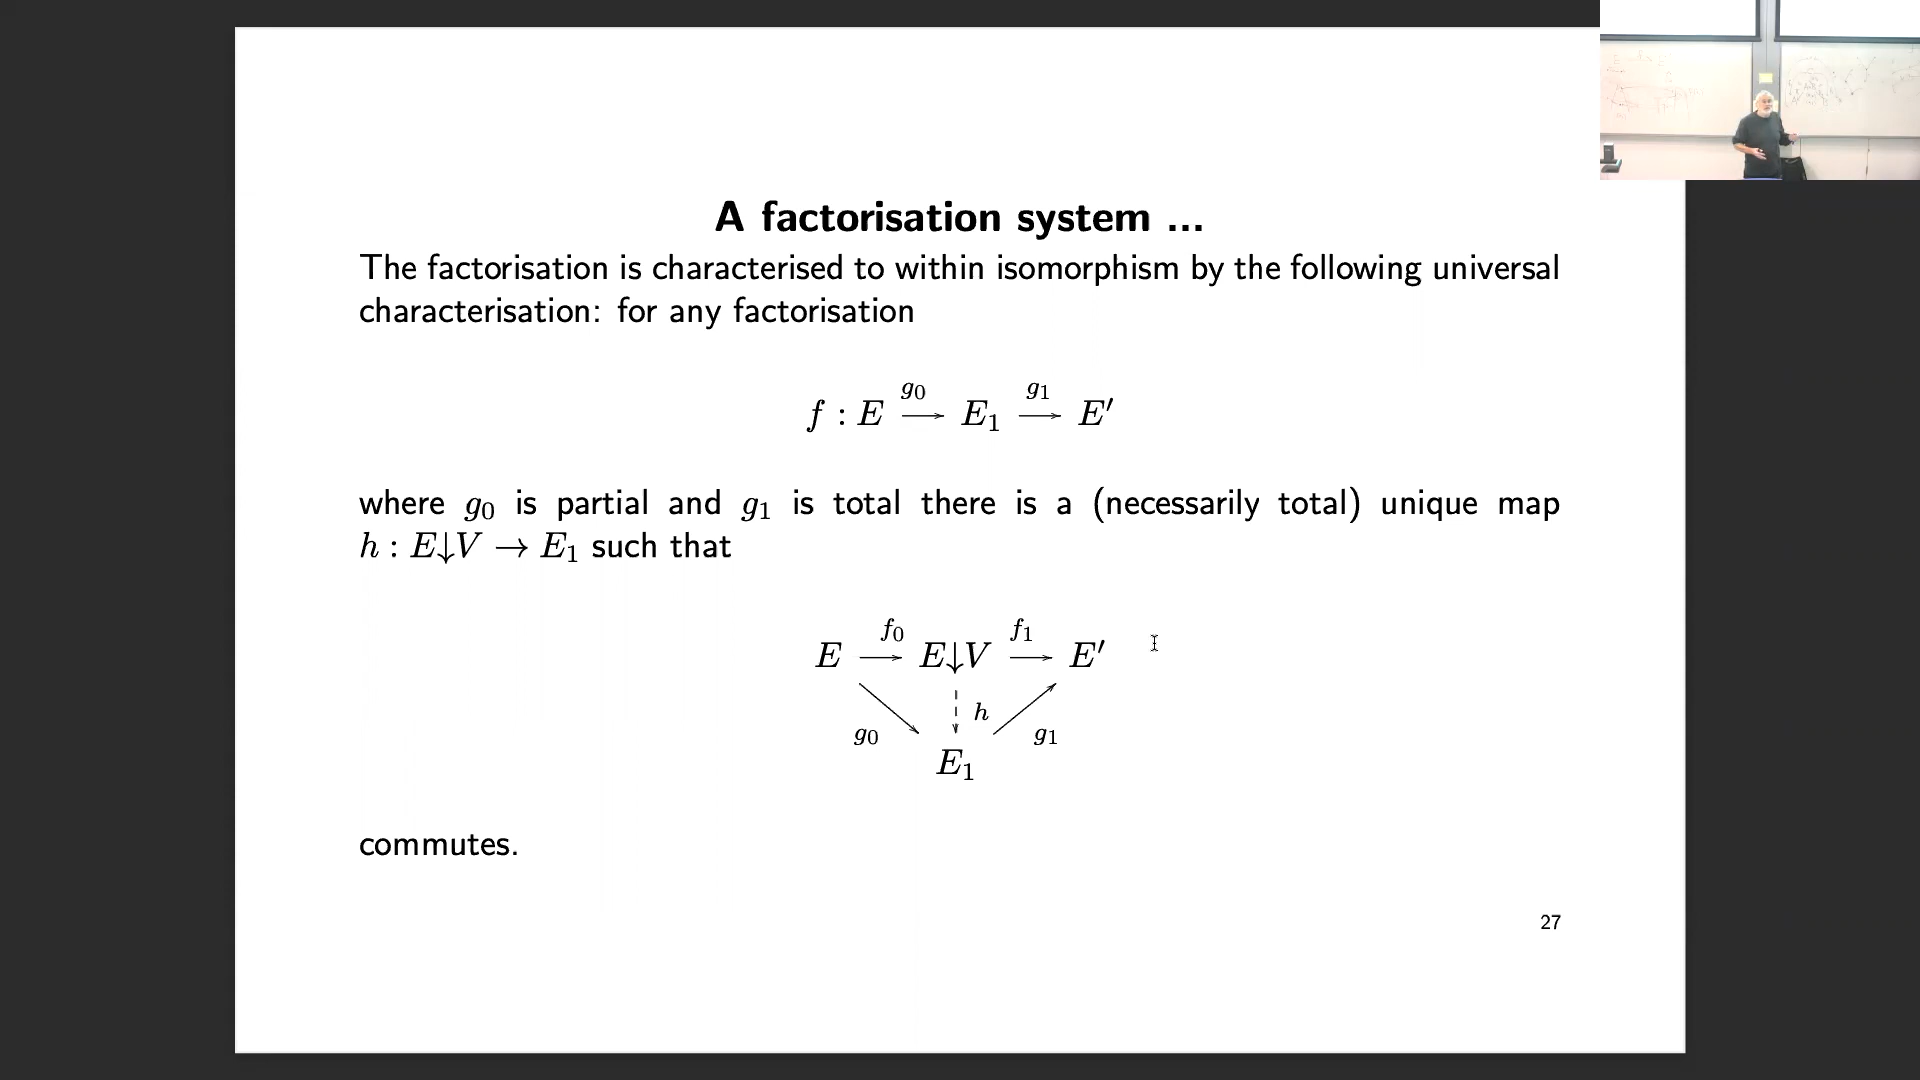 A factorisation system ...
The factorisation is characterised to within isomorphism by the following universal
characterisation: for any factorisation
g₀ g₁
f : E → E₁ → E′
where g₀ is partial and g₁ is total there is a (necessarily total) unique map
h : E↓V → E₁ such that
f₀ f₁
E → E↓V → E′
h
g₀ g₁
E₁
commutes.
27